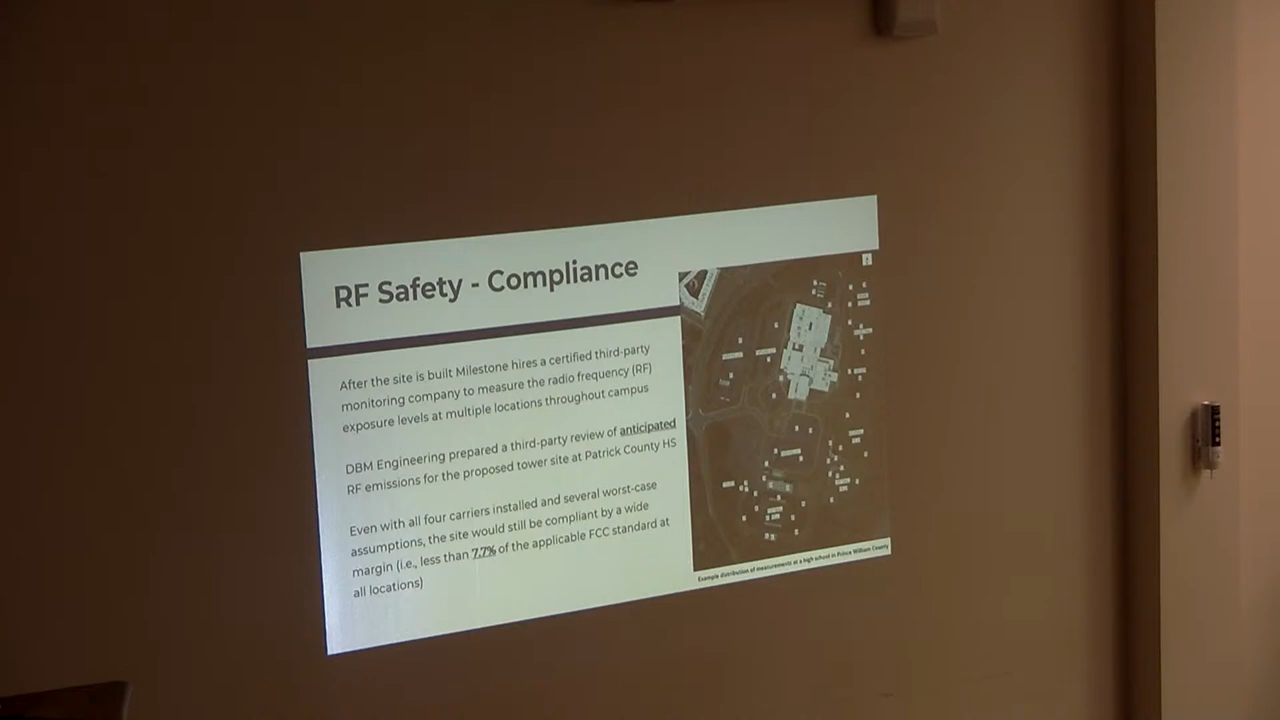 RF Safety - Compliance
After the site is built Milestone hires a certified third-party
monitoring company to measure the radio frequency (RF)
exposure levels at multiple locations throughout campus
DBM Engineering prepared a third-party review of anticipated
RF emissions for the proposed tower site at Patrick County HS
Even with all four carriers installed and several worst-case
assumptions, the site would still be compliant by a wide
margin (i.e., less than 7.7% of the applicable FCC standard at
all locations)
Example distribution of measurements at a high school in Prince William County